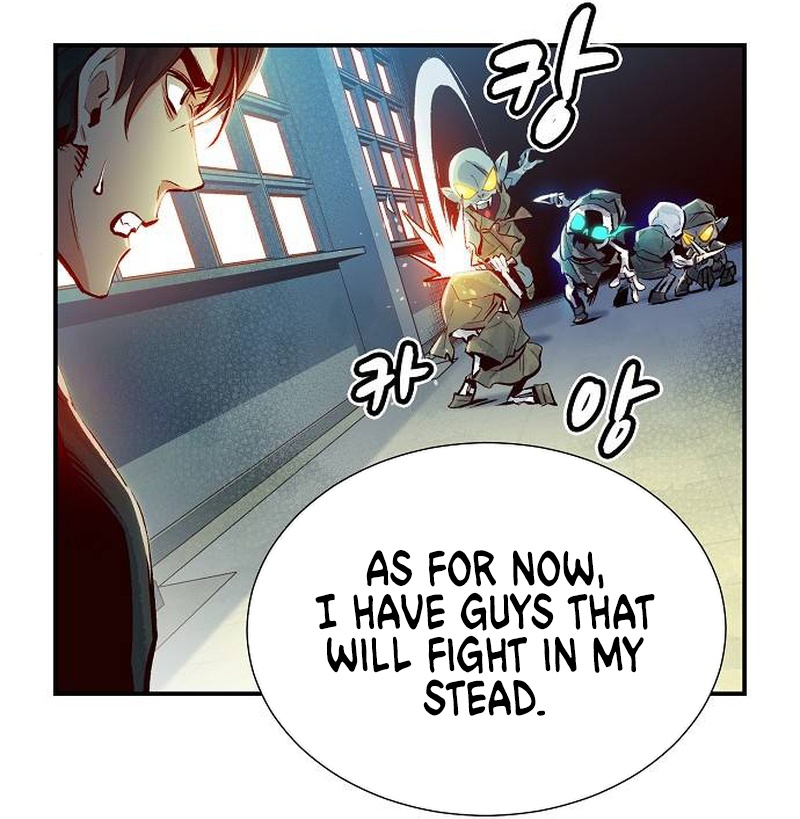 캉
카
앙
AS FOR NOW,
I HAVE GUYS THAT
WILL FIGHT IN MY
STEAD.